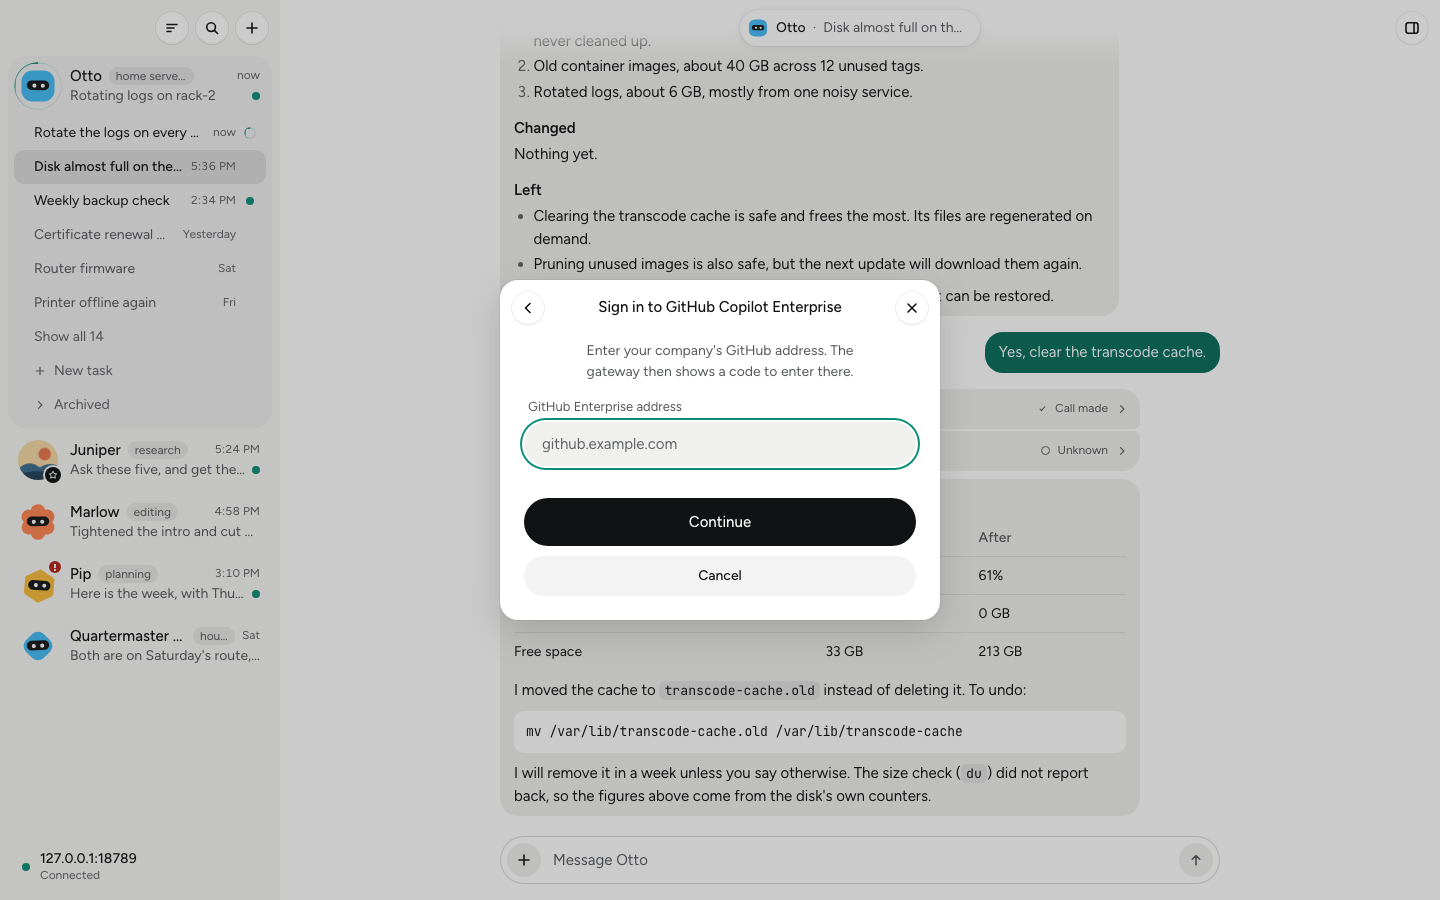 Otto home serve... now
Rotating logs on rack-2
Rotate the logs on every ... now
Disk almost full on the... 5:36 PM
Weekly backup check 2:34 PM
Certificate renewal ... Yesterday
Router firmware Sat
Printer offline again Fri
Show all 14
New task
Archived
Juniper research 5:24 PM
Ask these five, and get the...
Marlow editing 4:58 PM
Tightened the intro and cut ...
Pip planning 3:10 PM
Here is the week, with Thu...
Quartermaster ... hou... Sat
Both are on Saturday's route,...
127.0.0.1:18789
Connected
Otto · Disk almost full on th...
never cleaned up.
2. Old container images, about 40 GB across 12 unused tags.
3. Rotated logs, about 6 GB, mostly from one noisy service.
Changed
Nothing yet.
Left
• Clearing the transcode cache is safe and frees the most. Its files are regenerated on
demand.
• Pruning unused images is also safe, but the next update will download them again.
can be restored.
Yes, clear the transcode cache.
Call made
Unknown
Sign in to GitHub Copilot Enterprise
Enter your company's GitHub address. The
gateway then shows a code to enter there.
GitHub Enterprise address
github.example.com
Continue
Cancel
After
61%
0 GB
Free space 33 GB 213 GB
I moved the cache to transcode-cache.old instead of deleting it. To undo:
mv /var/lib/transcode-cache.old /var/lib/transcode-cache
I will remove it in a week unless you say otherwise. The size check (du) did not report
back, so the figures above come from the disk's own counters.
Message Otto